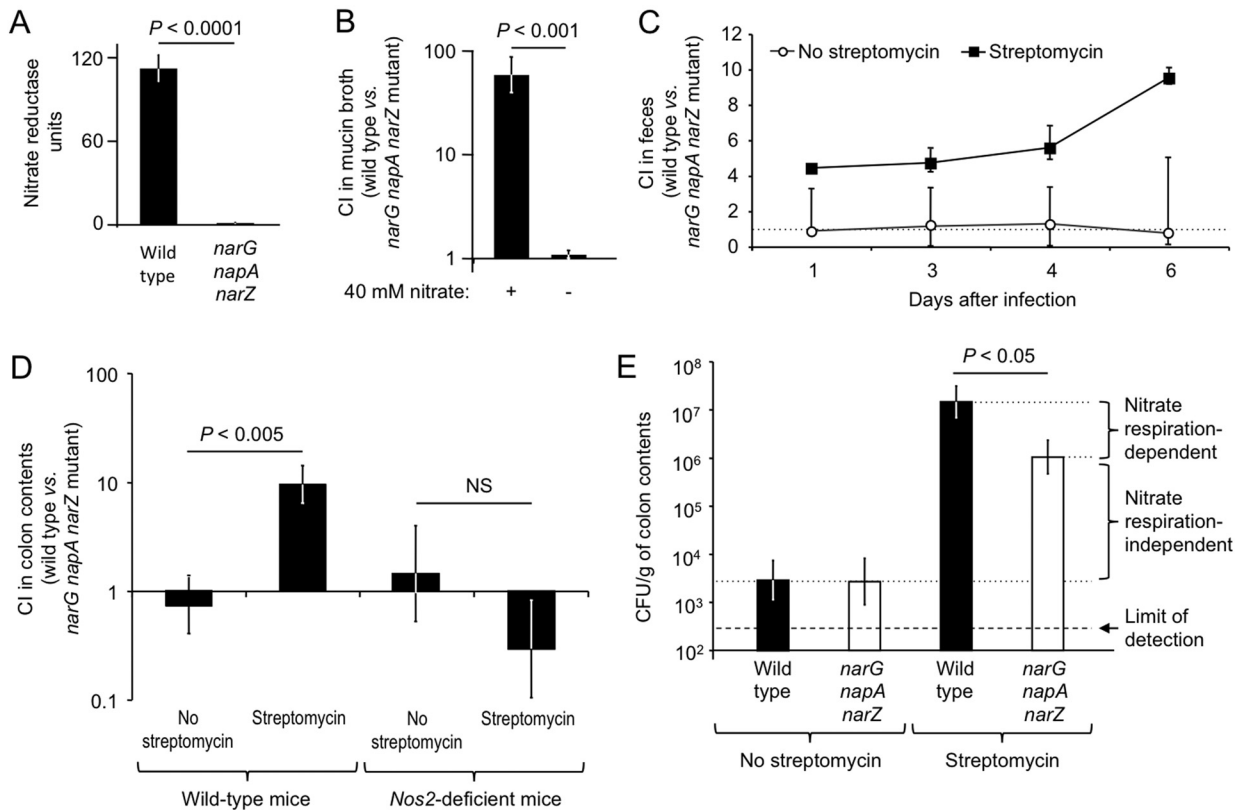 A
P < 0.0001
Nitrate reductase
units
120
60
0
Wild
type
narG
napA
narZ
B
P < 0.001
CI in mucin broth
(wild type vs.
narG napA narZ mutant)
100
10
1
40 mM nitrate: + -
C
No streptomycin Streptomycin
CI in feces
(wild type vs.
narG napA narZ mutant)
12
10
8
6
4
2
0
1 3 4 6
Days after infection
D
CI in colon contents
(wild type vs.
narG napA narZ mutant)
100
10
1
0.1
P < 0.005
NS
No
streptomycin
Streptomycin
No
streptomycin
Streptomycin
Wild-type mice
Nos2-deficient mice
E
P < 0.05
CFU/g of colon contents
10⁸
10⁷
10⁶
10⁵
10⁴
10³
10²
Nitrate
respiration-
dependent
Nitrate
respiration-
independent
Limit of
detection
Wild
type
narG
napA
narZ
Wild
type
narG
napA
narZ
No streptomycin
Streptomycin